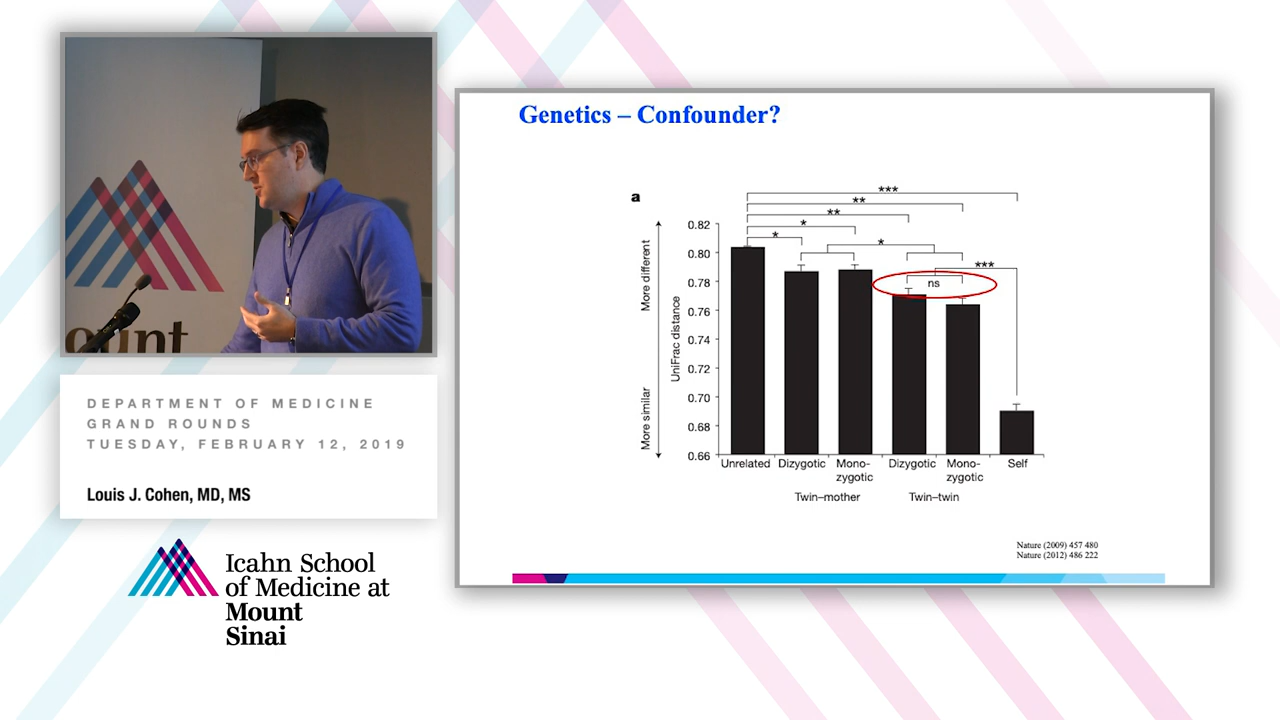 ount
DEPARTMENT OF MEDICINE
GRAND ROUNDS
TUESDAY, FEBRUARY 12, 2019
Louis J. Cohen, MD, MS
Icahn School
of Medicine at
Mount
Sinai
Genetics – Confounder?
a
***
**
**
*
*
*
***
ns
More different
More similar
UniFrac distance
0.82
0.80
0.78
0.76
0.74
0.72
0.70
0.68
0.66
Unrelated Dizygotic Mono-zygotic Dizygotic Mono-zygotic Self
Twin–mother Twin–twin
Nature (2009) 457 480
Nature (2012) 486 222